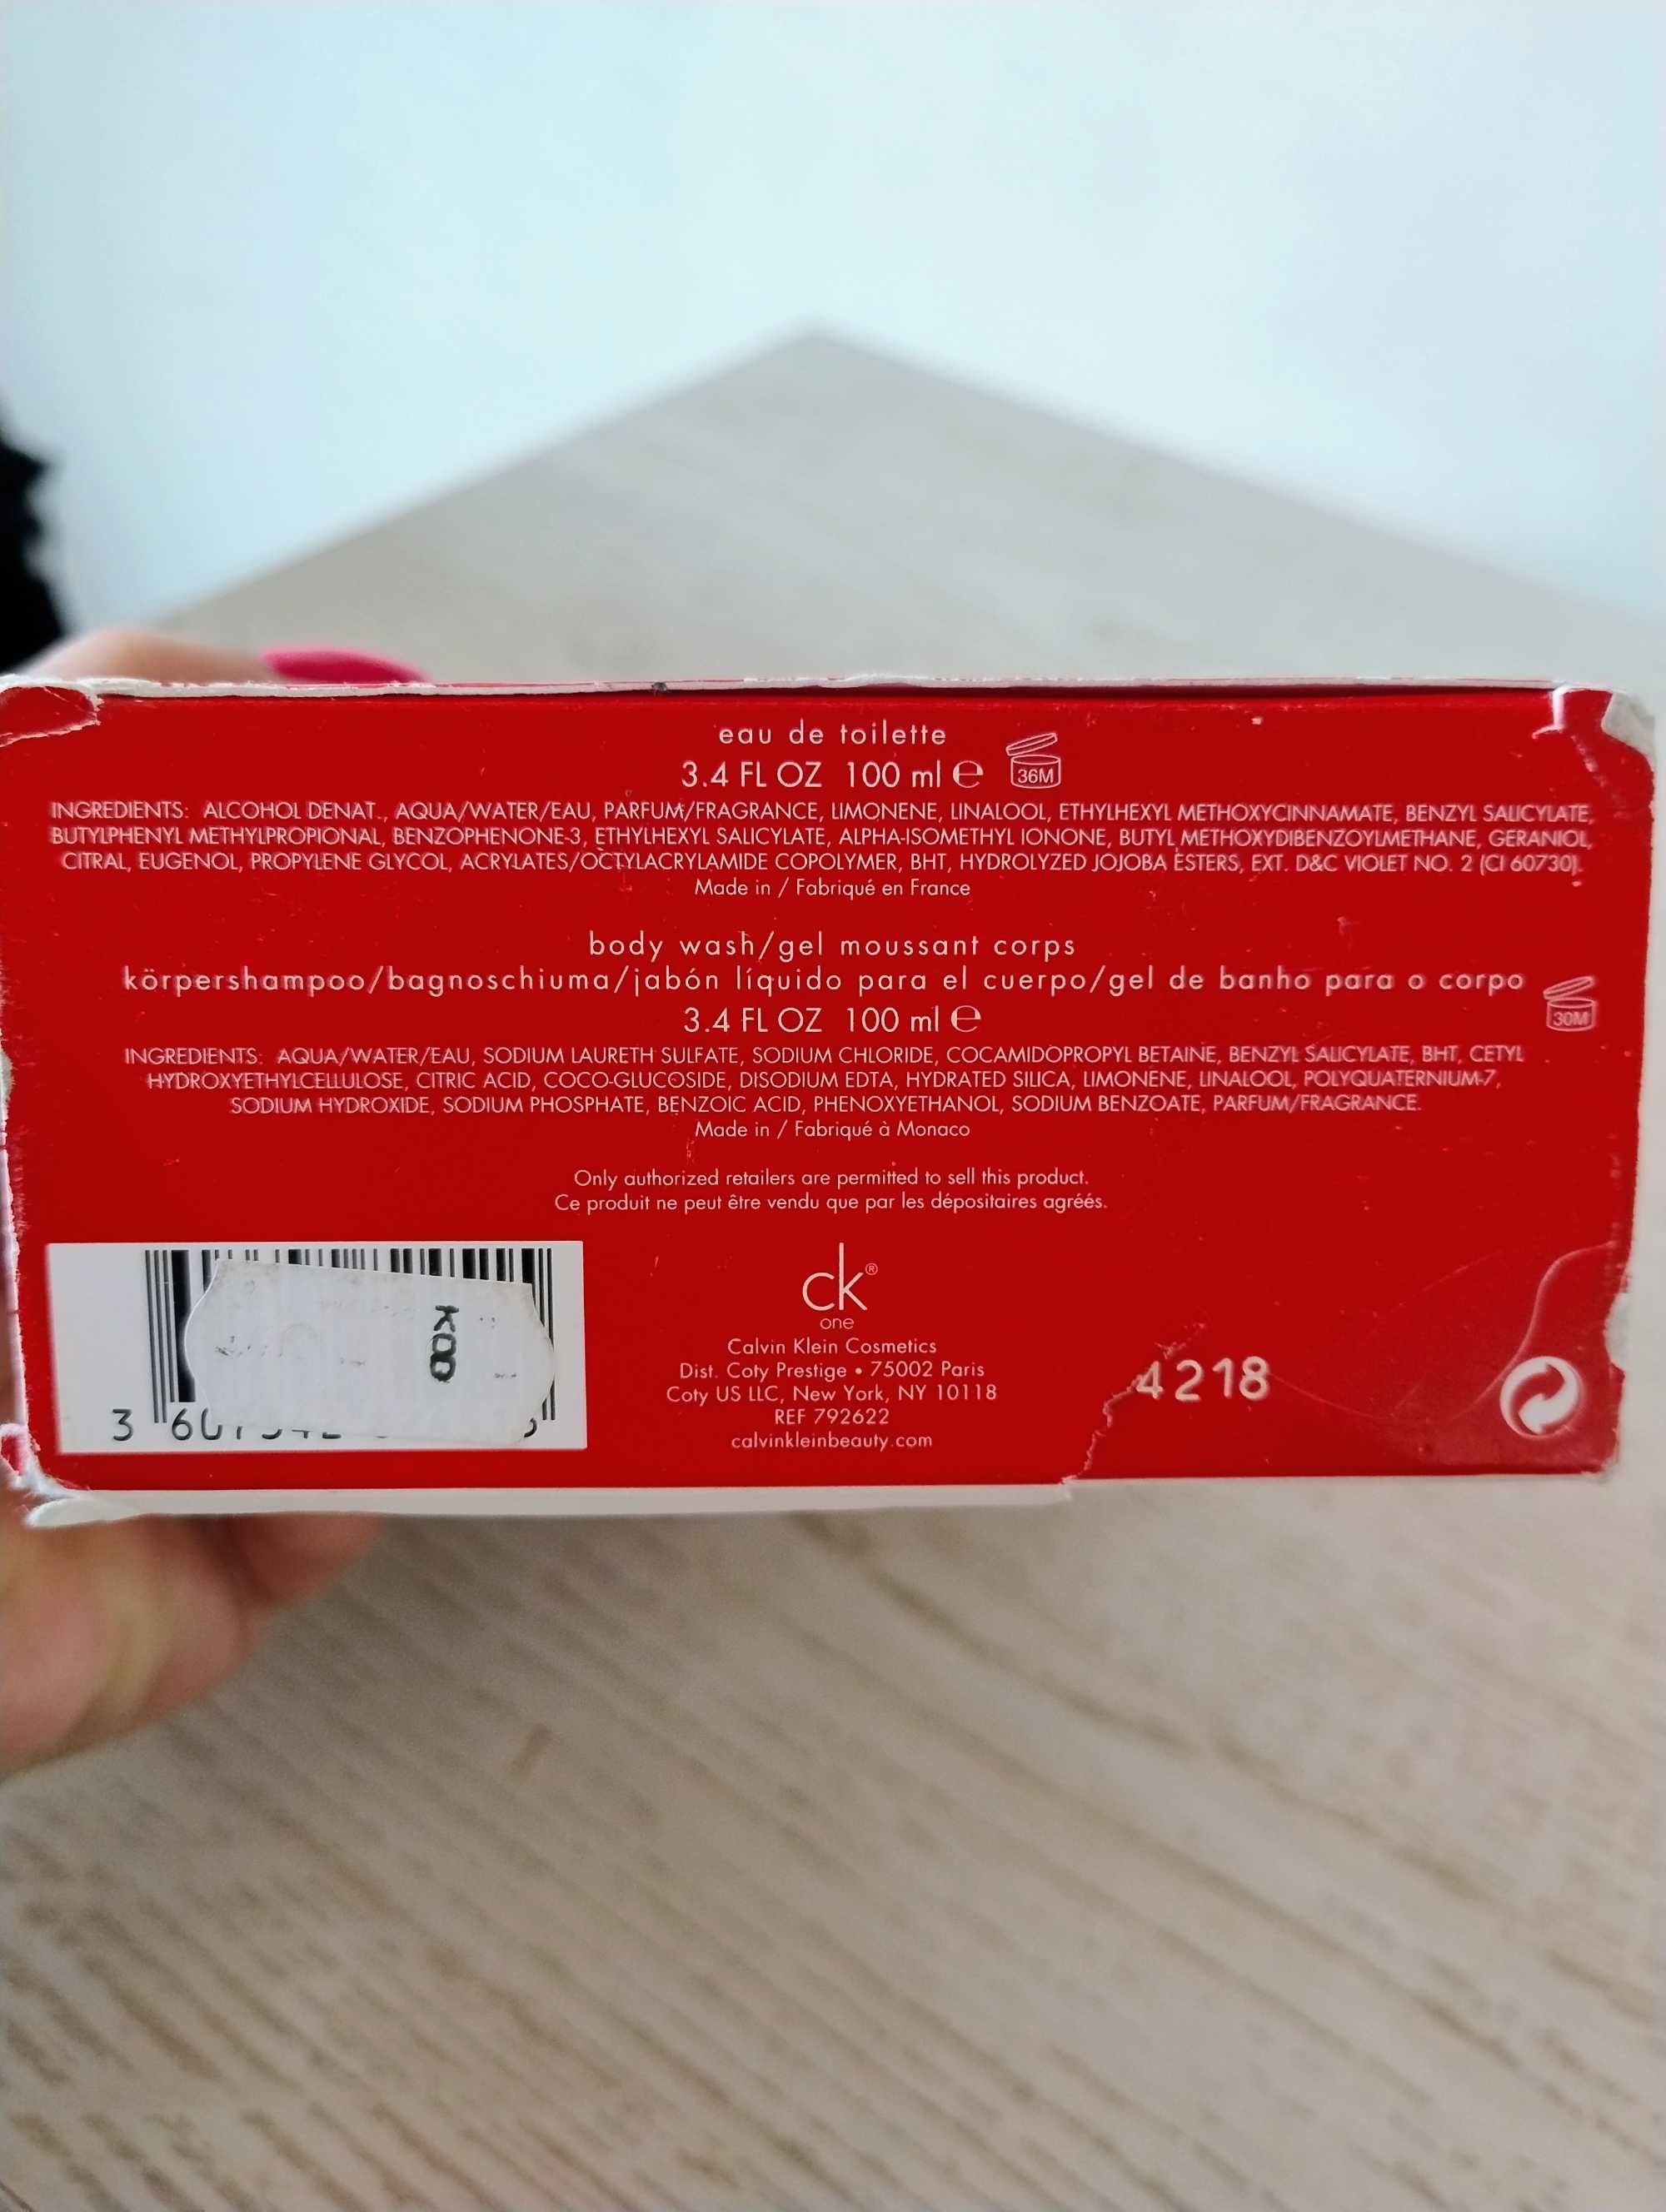 eau de toilette
3.4 FL OZ 100 ml ℮
36M
INGREDIENTS: ALCOHOL DENAT., AQUA/WATER/EAU, PARFUM/FRAGRANCE, LIMONENE, LINALOOL, ETHYLHEXYL METHOXYCINNAMATE, BENZYL SALICYLATE,
BUTYLPHENYL METHYLPROPIONAL, BENZOPHENONE-3, ETHYLHEXYL SALICYLATE, ALPHA-ISOMETHYL IONONE, BUTYL METHOXYDIBENZOYLMETHANE, GERANIOL,
CITRAL, EUGENOL, PROPYLENE GLYCOL, ACRYLATES/OCTYLACRYLAMIDE COPOLYMER, BHT, HYDROLYZED JOJOBA ESTERS, EXT. D&C VIOLET NO. 2 (CI 60730).
Made in / Fabriqué en France
body wash/gel moussant corps
körpershampoo/bagnoschiuma/jabón líquido para el cuerpo/gel de banho para o corpo
3.4 FL OZ 100 ml ℮
30M
INGREDIENTS: AQUA/WATER/EAU, SODIUM LAURETH SULFATE, SODIUM CHLORIDE, COCAMIDOPROPYL BETAINE, BENZYL SALICYLATE, BHT, CETYL
HYDROXYETHYLCELLULOSE, CITRIC ACID, COCO-GLUCOSIDE, DISODIUM EDTA, HYDRATED SILICA, LIMONENE, LINALOOL, POLYQUATERNIUM-7,
SODIUM HYDROXIDE, SODIUM PHOSPHATE, BENZOIC ACID, PHENOXYETHANOL, SODIUM BENZOATE, PARFUM/FRAGRANCE.
Made in / Fabriqué à Monaco
Only authorized retailers are permitted to sell this product.
Ce produit ne peut être vendu que par les dépositaires agréés.
ck®
one
Calvin Klein Cosmetics
Dist. Coty Prestige • 75002 Paris
Coty US LLC, New York, NY 10118
REF 792622
calvinkleinbeauty.com
4218